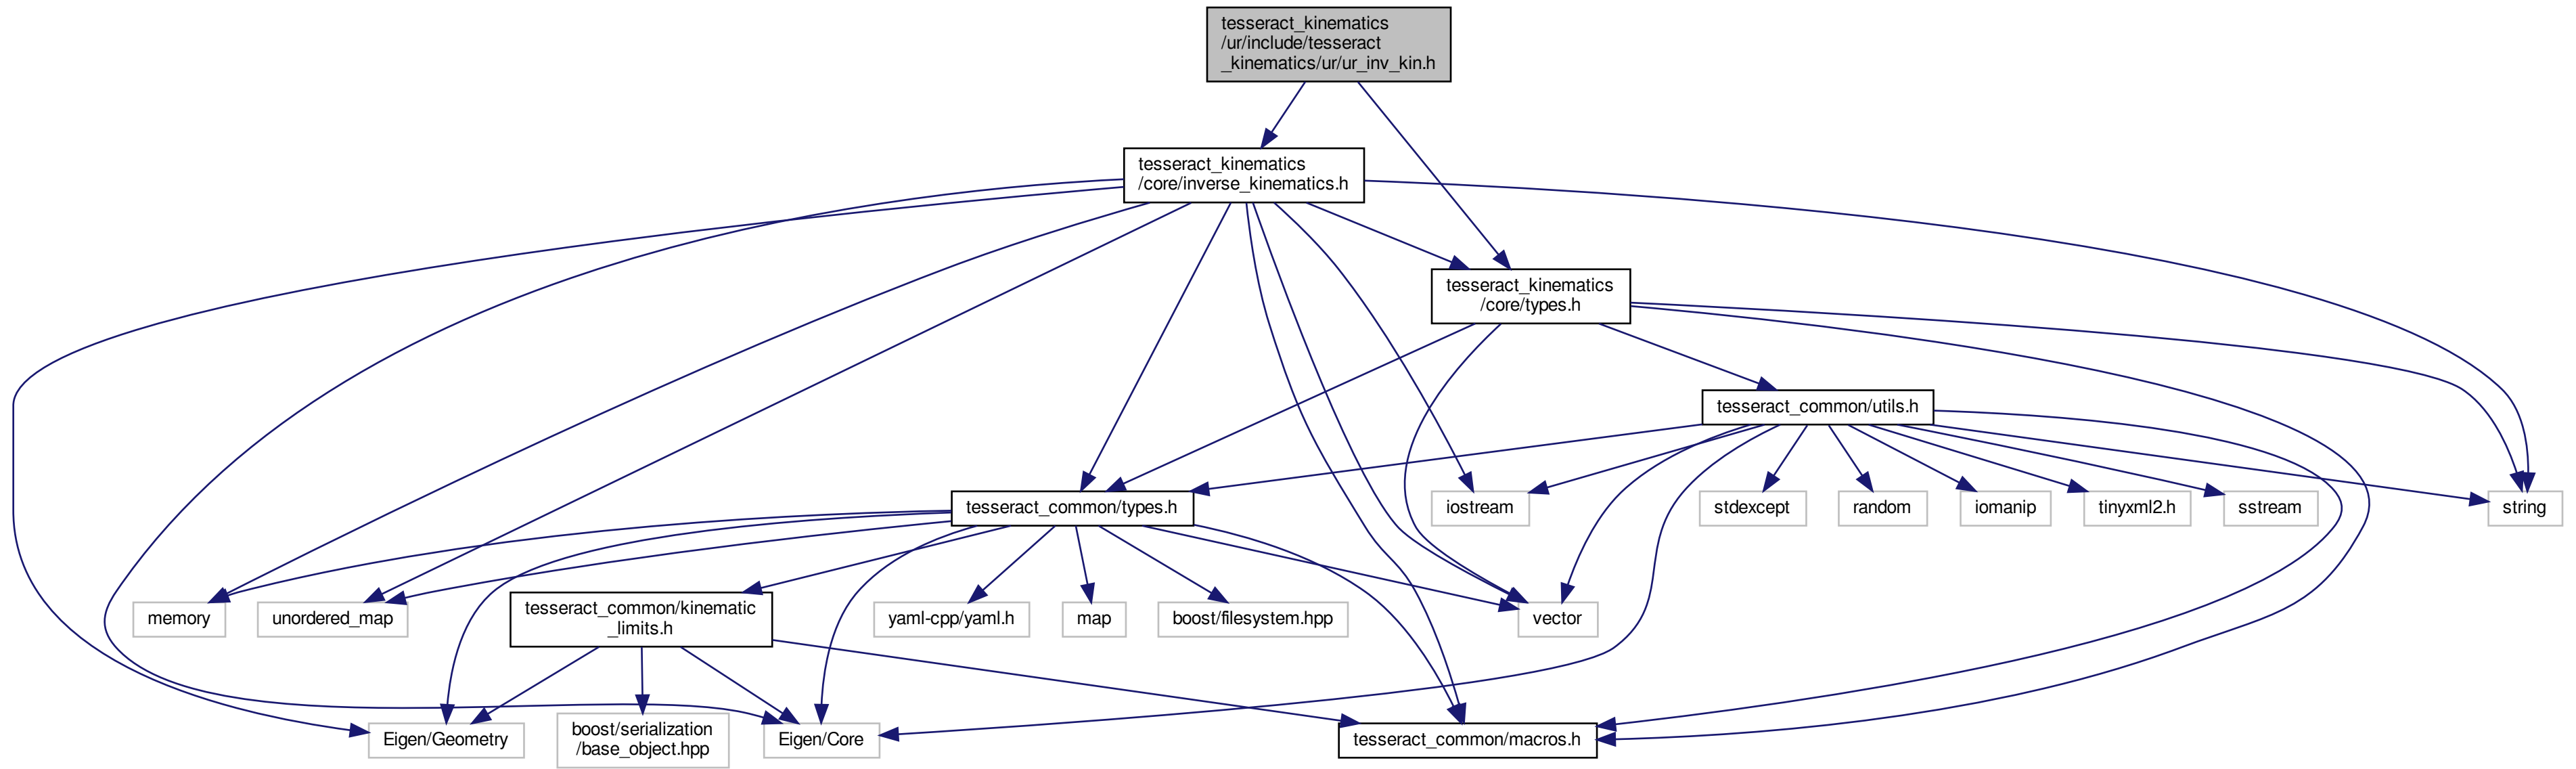 tesseract_kinematics
/ur/include/tesseract
_kinematics/ur/ur_inv_kin.h
tesseract_kinematics
/core/inverse_kinematics.h
tesseract_kinematics
/core/types.h
tesseract_common/utils.h
tesseract_common/types.h
iostream
stdexcept
random
iomanip
tinyxml2.h
sstream
string
memory
unordered_map
tesseract_common/kinematic
_limits.h
yaml-cpp/yaml.h
map
boost/filesystem.hpp
vector
Eigen/Geometry
boost/serialization
/base_object.hpp
Eigen/Core
tesseract_common/macros.h